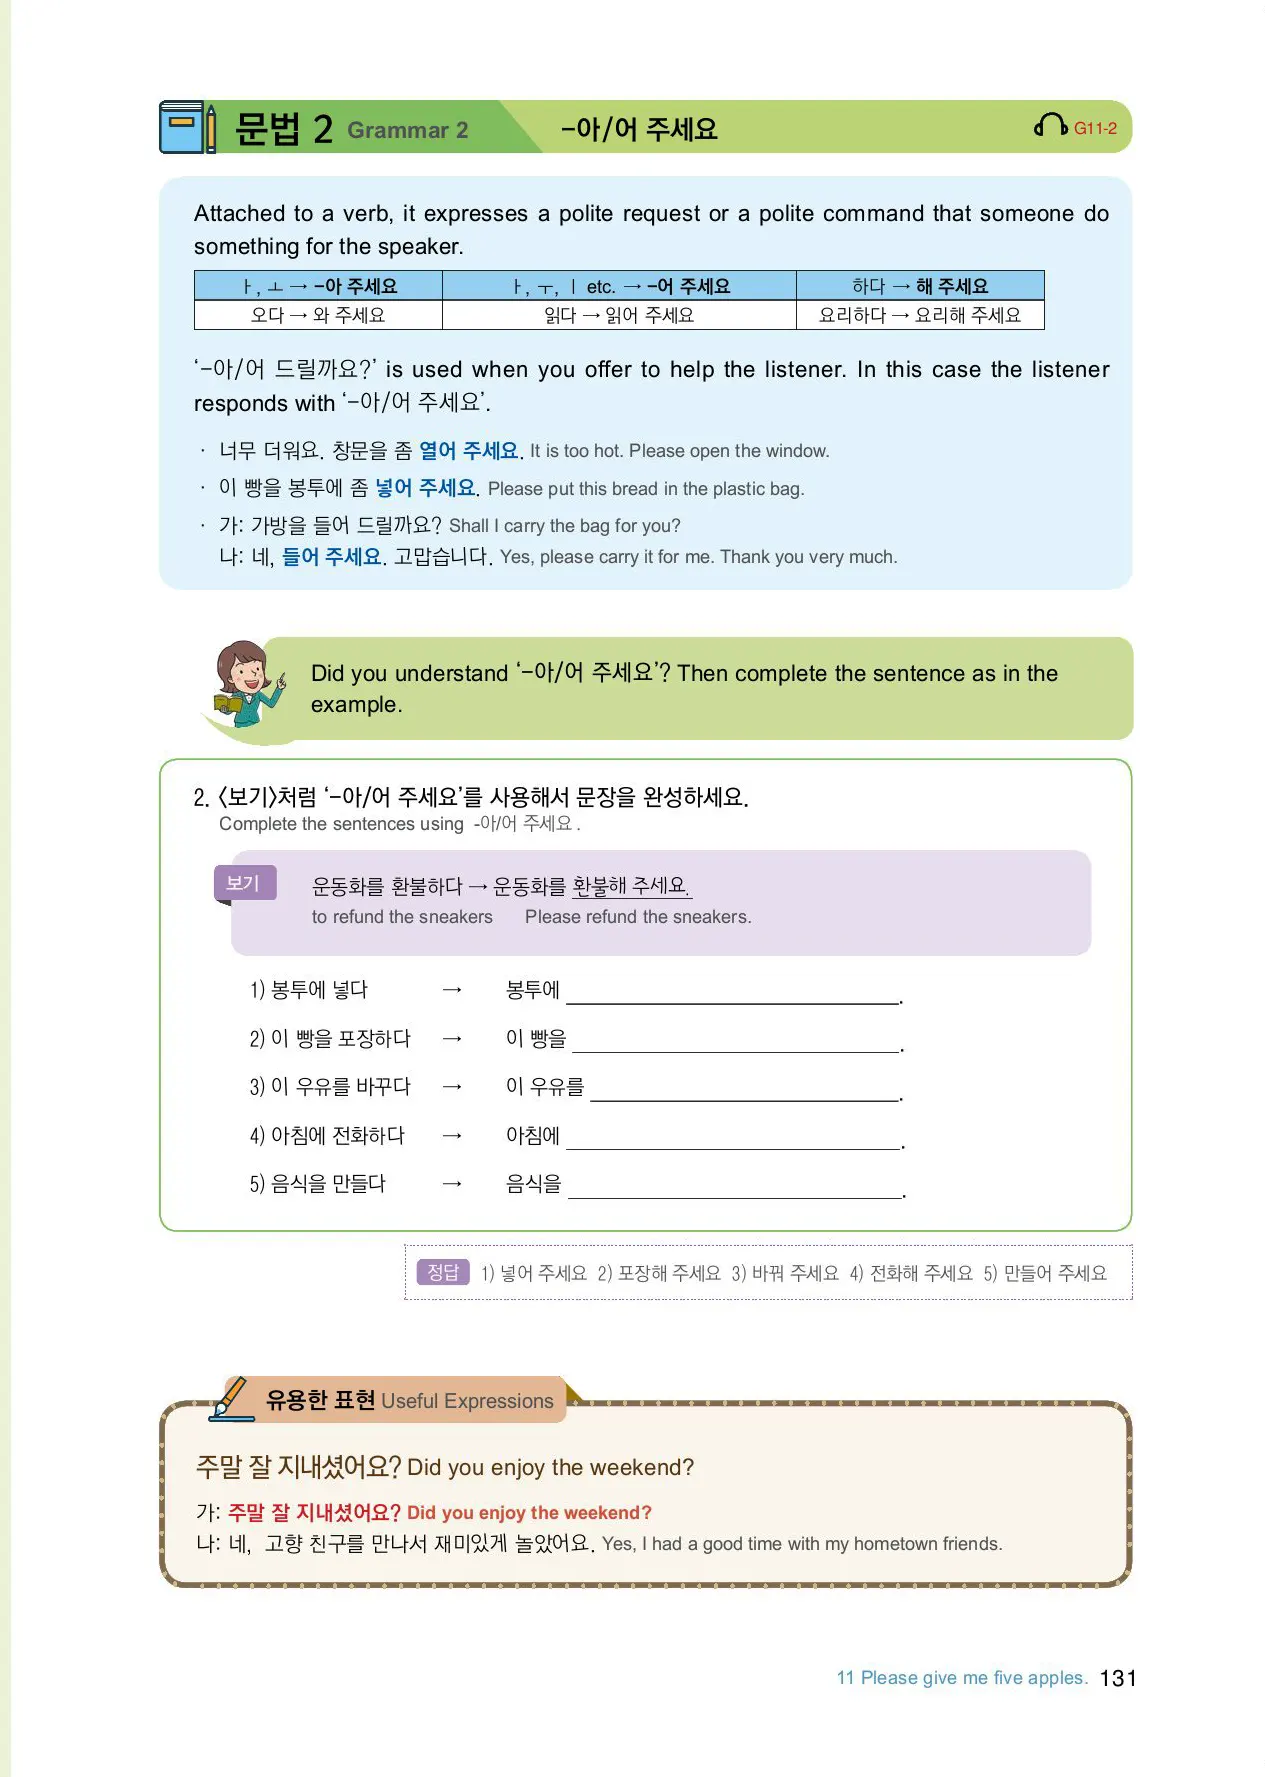 문법 2 Grammar 2 -아/어 주세요 G11-2
Attached to a verb, it expresses a polite request or a polite command that someone do
something for the speaker.
ㅏ, ㅗ → -아 주세요 ㅏ, ㅜ, ㅣ etc. → -어 주세요 하다 → 해 주세요
오다 → 와 주세요 읽다 → 읽어 주세요 요리하다 → 요리해 주세요
‘-아/어 드릴까요?’ is used when you offer to help the listener. In this case the listener
responds with ‘-아/어 주세요’.
· 너무 더워요. 창문을 좀 열어 주세요. It is too hot. Please open the window.
· 이 빵을 봉투에 좀 넣어 주세요. Please put this bread in the plastic bag.
· 가: 가방을 들어 드릴까요? Shall I carry the bag for you?
나: 네, 들어 주세요. 고맙습니다. Yes, please carry it for me. Thank you very much.
Did you understand ‘-아/어 주세요’? Then complete the sentence as in the
example.
2. 〈보기〉처럼 ‘-아/어 주세요’를 사용해서 문장을 완성하세요.
Complete the sentences using -아/어 주세요 .
보기 운동화를 환불하다 → 운동화를 환불해 주세요.
to refund the sneakers Please refund the sneakers.
1) 봉투에 넣다 → 봉투에 ______.
2) 이 빵을 포장하다 → 이 빵을 ______.
3) 이 우유를 바꾸다 → 이 우유를 ______.
4) 아침에 전화하다 → 아침에 ______.
5) 음식을 만들다 → 음식을 ______.
정답 1) 넣어 주세요 2) 포장해 주세요 3) 바꿔 주세요 4) 전화해 주세요 5) 만들어 주세요
유용한 표현 Useful Expressions
주말 잘 지내셨어요? Did you enjoy the weekend?
가: 주말 잘 지내셨어요? Did you enjoy the weekend?
나: 네, 고향 친구를 만나서 재미있게 놀았어요. Yes, I had a good time with my hometown friends.
11 Please give me five apples. 131